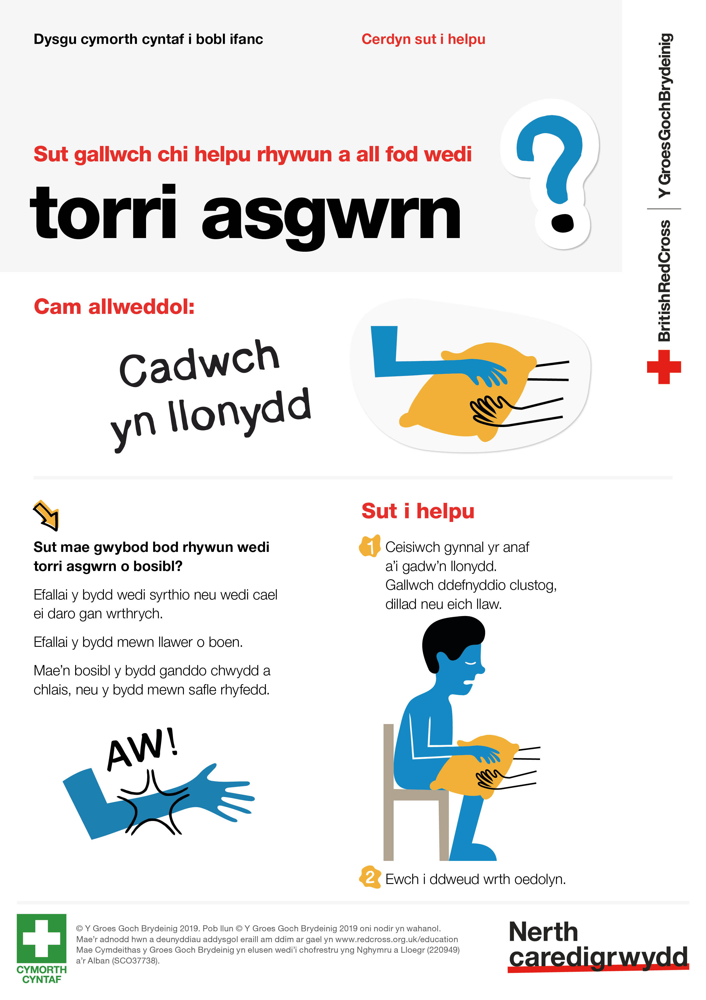 Dysgu cymorth cyntaf i bobl ifanc
Cerdyn sut i helpu
Y GroesGochBrydeinig
BritishRedCross
Sut gallwch chi helpu rhywun a all fod wedi
torri asgwrn
?
Cam allweddol:
Cadwch
yn llonydd
Sut mae gwybod bod rhywun wedi
torri asgwrn o bosibl?
Efallai y bydd wedi syrthio neu wedi cael
ei daro gan wrthrych.
Efallai y bydd mewn llawer o boen.
Mae’n bosibl y bydd ganddo chwydd a
chlais, neu y bydd mewn safle rhyfedd.
AW!
Sut i helpu
1 Ceisiwch gynnal yr anaf
a’i gadw’n llonydd.
Gallwch ddefnyddio clustog,
dillad neu eich llaw.
2 Ewch i ddweud wrth oedolyn.
CYMORTH
CYNTAF
© Y Groes Goch Brydeinig 2019. Pob llun © Y Groes Goch Brydeinig 2019 oni nodir yn wahanol.
Mae’r adnodd hwn a deunyddiau addysgol eraill am ddim ar gael yn www.redcross.org.uk/education
Mae Cymdeithas y Groes Goch Brydeinig yn elusen wedi’i chofrestru yng Nghymru a Lloegr (220949)
a’r Alban (SCO37738).
Nerth
caredigrwydd